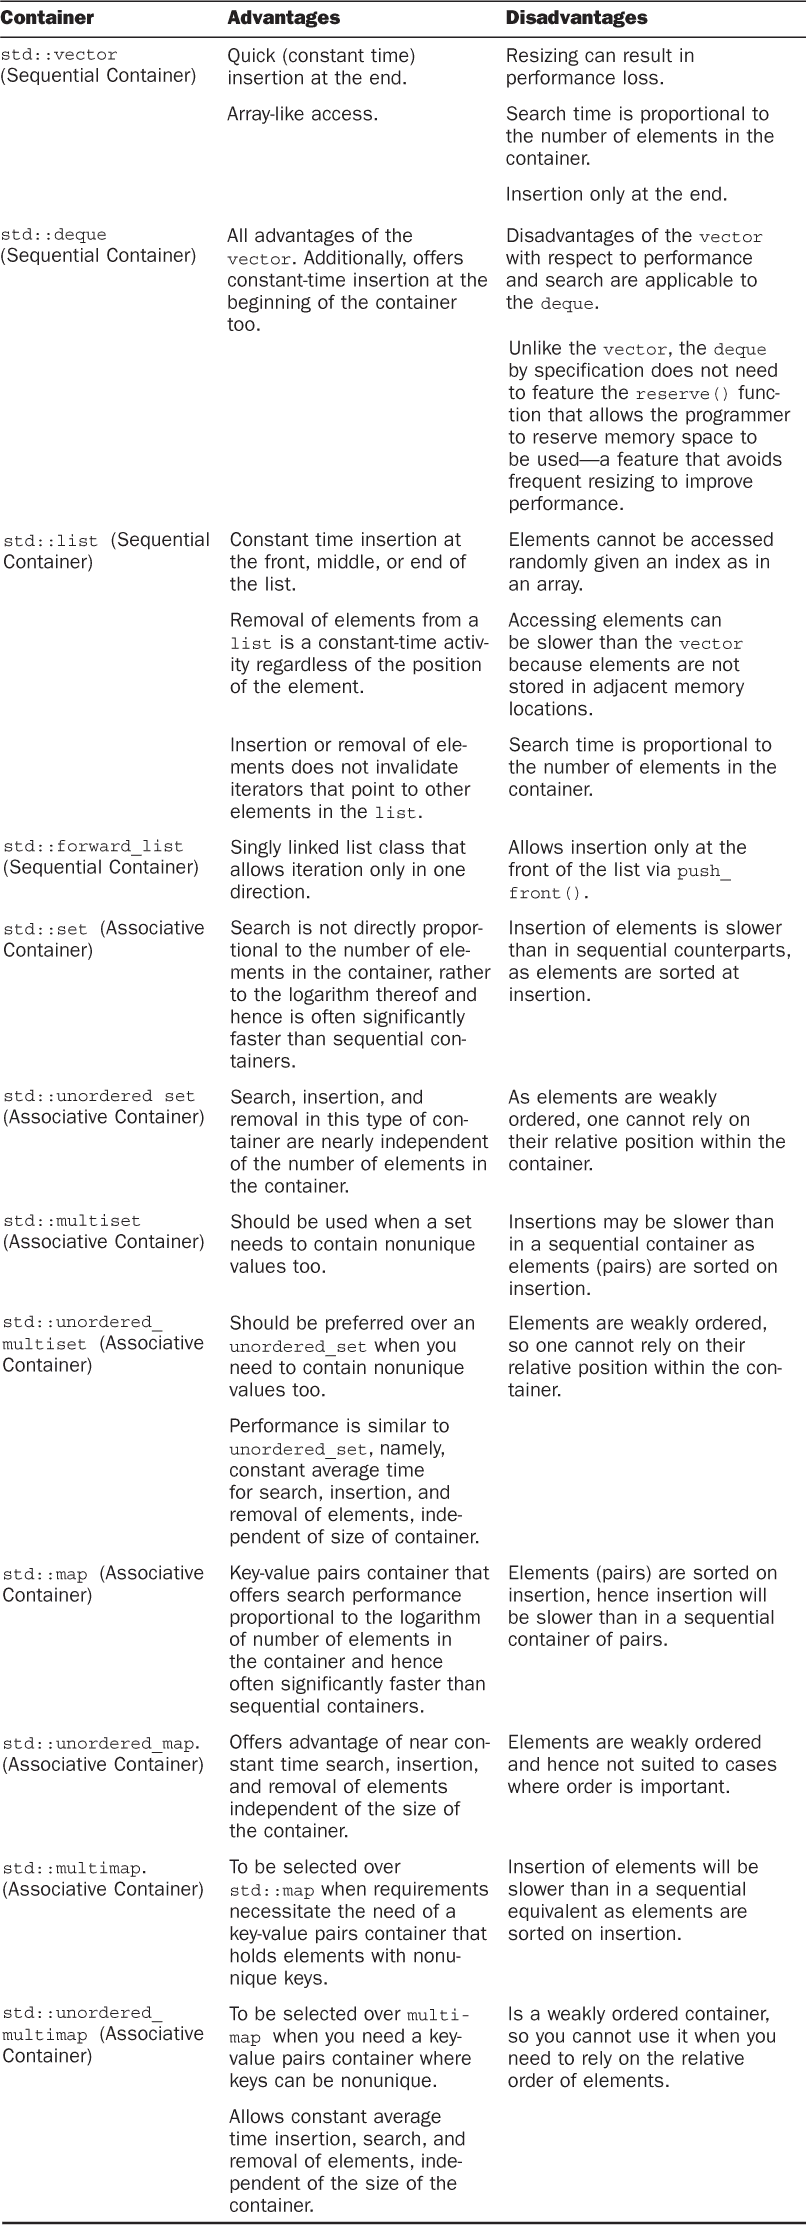 Container Advantages Disadvantages
std::vector
(Sequential Container)
Quick (constant time)
insertion at the end.
Array-like access.
Resizing can result in
performance loss.
Search time is proportional to
the number of elements in the
container.
Insertion only at the end.
std::deque
(Sequential Container)
All advantages of the
vector. Additionally, offers
constant-time insertion at the
beginning of the container
too.
Disadvantages of the vector
with respect to performance
and search are applicable to
the deque.
Unlike the vector, the deque
by specification does not need
to feature the reserve() func-
tion that allows the programmer
to reserve memory space to
be used—a feature that avoids
frequent resizing to improve
performance.
std::list (Sequential
Container)
Constant time insertion at
the front, middle, or end of
the list.
Removal of elements from a
list is a constant-time activ-
ity regardless of the position
of the element.
Insertion or removal of ele-
ments does not invalidate
iterators that point to other
elements in the list.
Elements cannot be accessed
randomly given an index as in
an array.
Accessing elements can
be slower than the vector
because elements are not
stored in adjacent memory
locations.
Search time is proportional to
the number of elements in the
container.
std::forward_list
(Sequential Container)
Singly linked list class that
allows iteration only in one
direction.
Allows insertion only at the
front of the list via push_
front().
std::set (Associative
Container)
Search is not directly propor-
tional to the number of ele-
ments in the container, rather
to the logarithm thereof and
hence is often significantly
faster than sequential con-
tainers.
Insertion of elements is slower
than in sequential counterparts,
as elements are sorted at
insertion.
std::unordered set
(Associative Container)
Search, insertion, and
removal in this type of con-
tainer are nearly independent
of the number of elements in
the container.
As elements are weakly
ordered, one cannot rely on
their relative position within the
container.
std::multiset
(Associative Container)
Should be used when a set
needs to contain nonunique
values too.
Insertions may be slower than
in a sequential container as
elements (pairs) are sorted on
insertion.
std::unordered_
multiset (Associative
Container)
Should be preferred over an
unordered_set when you
need to contain nonunique
values too.
Performance is similar to
unordered_set, namely,
constant average time
for search, insertion, and
removal of elements, inde-
pendent of size of container.
Elements are weakly ordered,
so one cannot rely on their
relative position within the con-
tainer.
std::map (Associative
Container)
Key-value pairs container that
offers search performance
proportional to the logarithm
of number of elements in
the container and hence
often significantly faster than
sequential containers.
Elements (pairs) are sorted on
insertion, hence insertion will
be slower than in a sequential
container of pairs.
std::unordered_map.
(Associative Container)
Offers advantage of near con-
stant time search, insertion,
and removal of elements
independent of the size of
the container.
Elements are weakly ordered
and hence not suited to cases
where order is important.
std::multimap.
(Associative Container)
To be selected over
std::map when requirements
necessitate the need of a
key-value pairs container that
holds elements with nonu-
nique keys.
Insertion of elements will be
slower than in a sequential
equivalent as elements are
sorted on insertion.
std::unordered_
multimap (Associative
Container)
To be selected over multi-
map when you need a key-
value pairs container where
keys can be nonunique.
Allows constant average
time insertion, search, and
removal of elements, inde-
pendent of the size of the
container.
Is a weakly ordered container,
so you cannot use it when you
need to rely on the relative
order of elements.